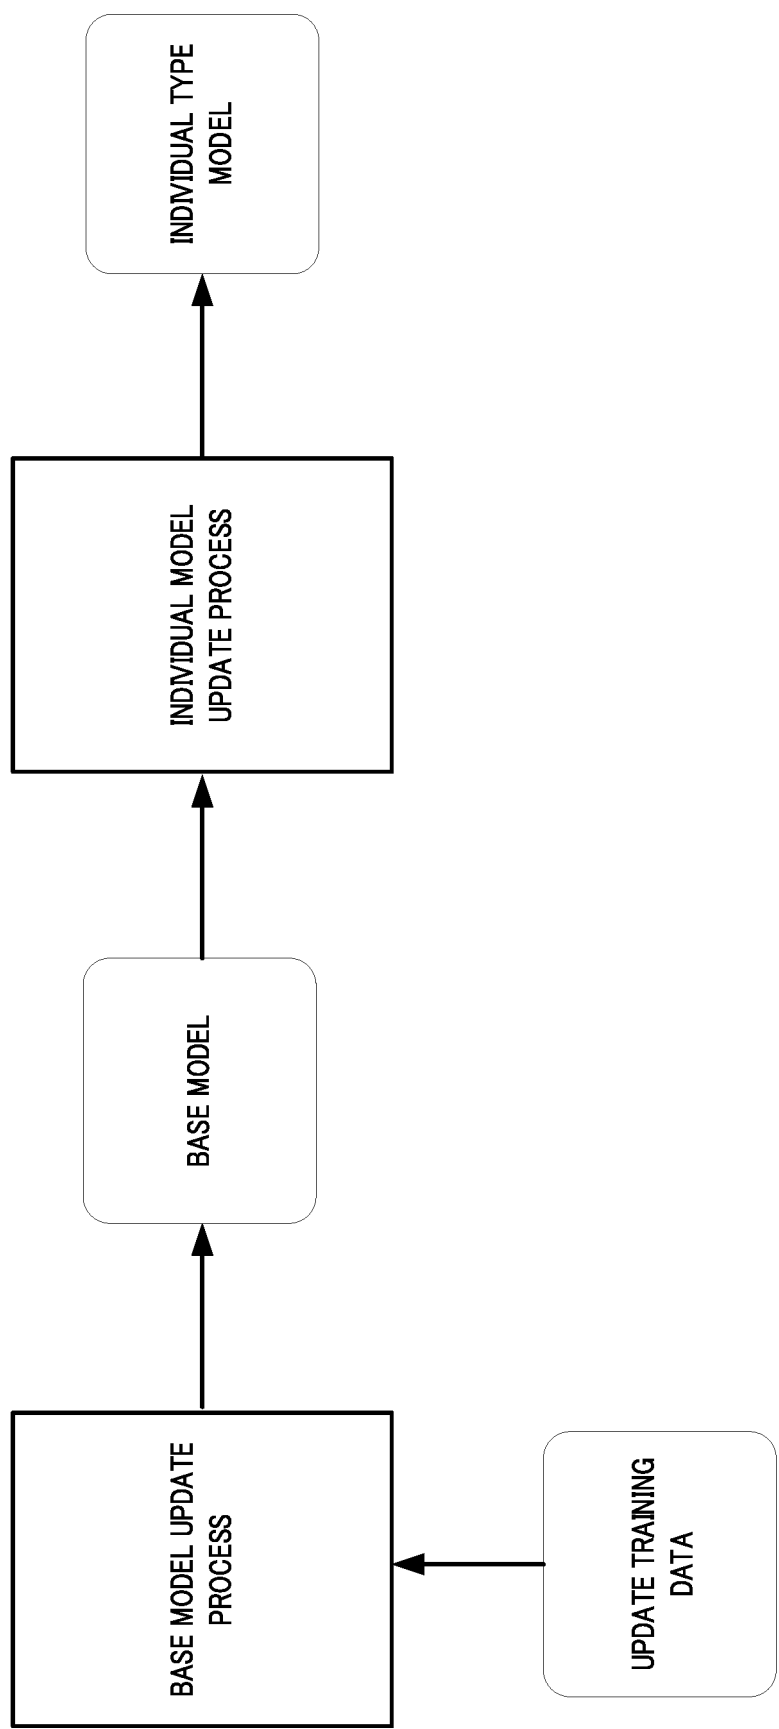 BASE MODEL UPDATE
PROCESS
UPDATE TRAINING
DATA
BASE MODEL
INDIVIDUAL MODEL
UPDATE PROCESS
INDIVIDUAL TYPE
MODEL